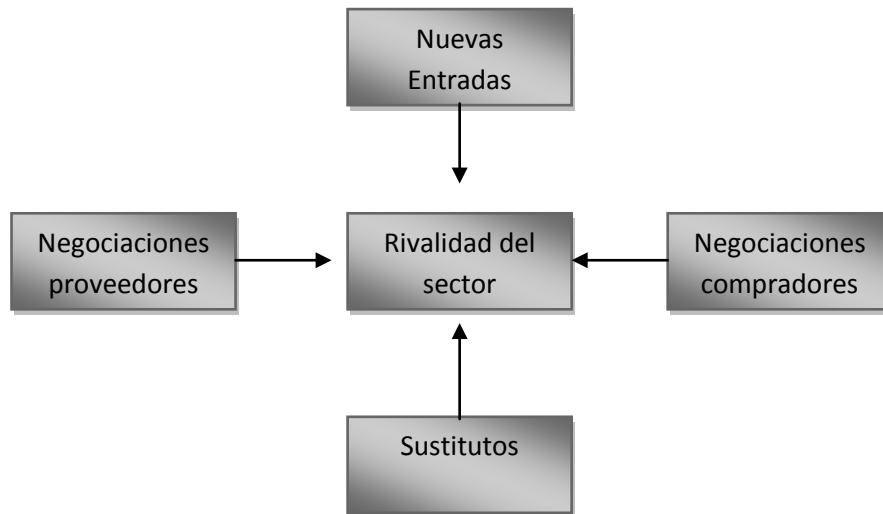 Nuevas
Entradas
Negociaciones
proveedores
Rivalidad del
sector
Negociaciones
compradores
Sustitutos